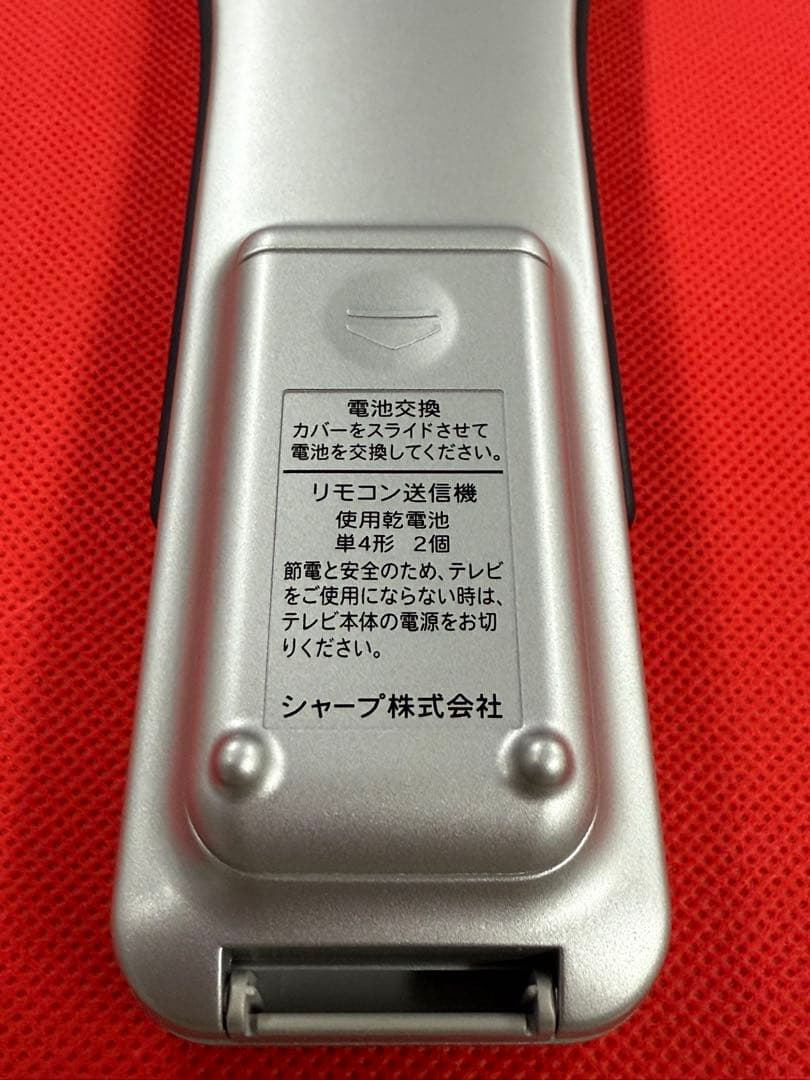 電池交換
カバーをスライドさせて
電池を交換してください。
リモコン送信機
使用乾電池
単4形 2個
節電と安全のため、テレビ
をご使用にならない時は、
テレビ本体の電源をお切
りください。
シャープ株式会社